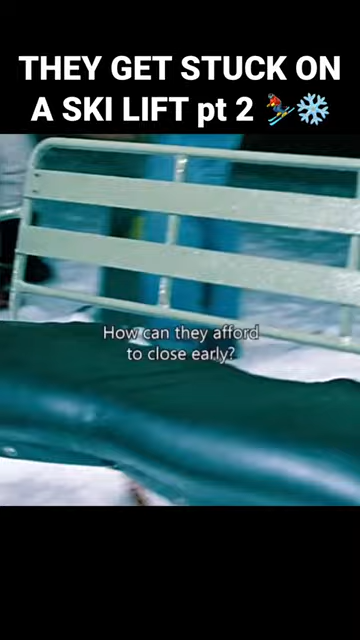 THEY GET STUCK ON
A SKI LIFT pt 2 ⛷️❄️
How can they afford
to close early?